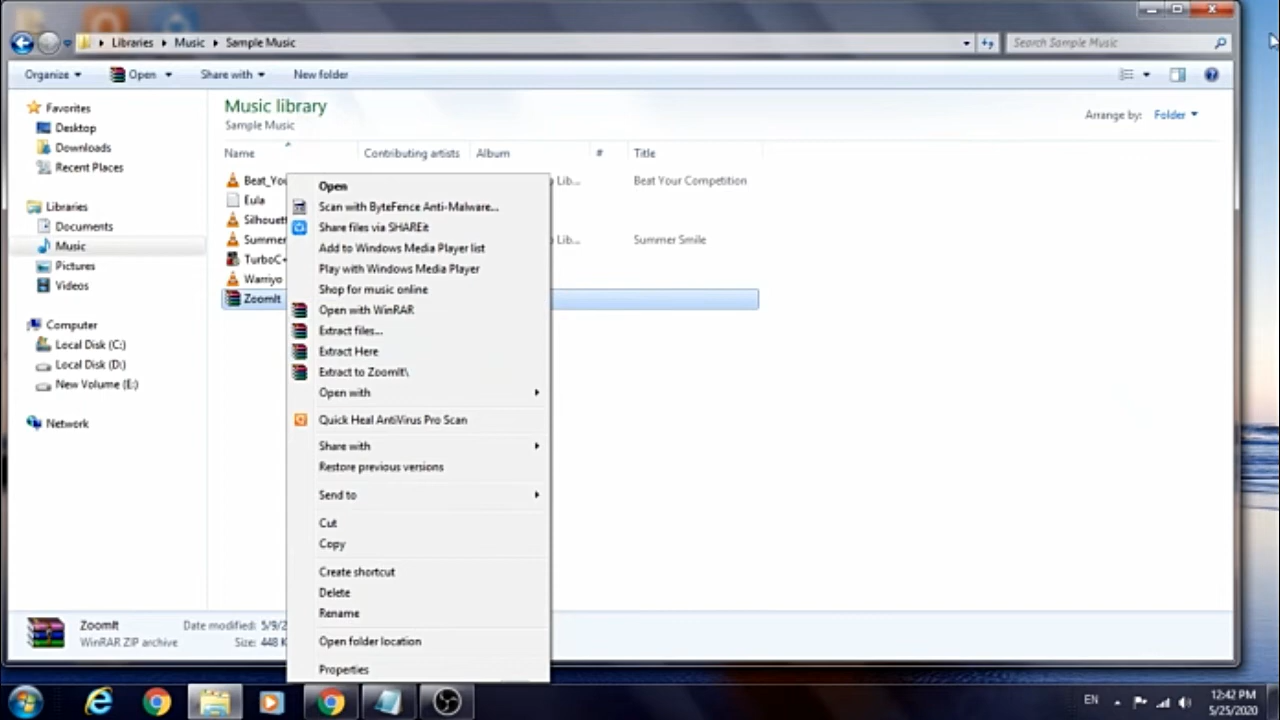 Libraries Music Sample Music
Search Sample Music
Organize Open Share with New folder
Music library
Sample Music
Arrange by: Folder
Name Contributing artists Album # Title
Favorites
Desktop
Downloads
Recent Places
Libraries
Documents
Music
Pictures
Videos
Computer
Local Disk (C:)
Local Disk (D:)
New Volume (E:)
Network
Lib... Beat Your Competition
Eula
Lib... Summer Smile
Warriyo
ZoomIt
Open
Scan with ByteFence Anti-Malware...
Share files via SHAREit
Add to Windows Media Player list
Play with Windows Media Player
Shop for music online
Open with WinRAR
Extract files...
Extract Here
Extract to ZoomIt\
Open with
Quick Heal AntiVirus Pro Scan
Share with
Restore previous versions
Send to
Cut
Copy
Create shortcut
Delete
Rename
Open folder location
Properties
ZoomIt Date modified: 5/9/2
WinRAR ZIP archive Size: 448 K
EN
12:42 PM
5/25/2020